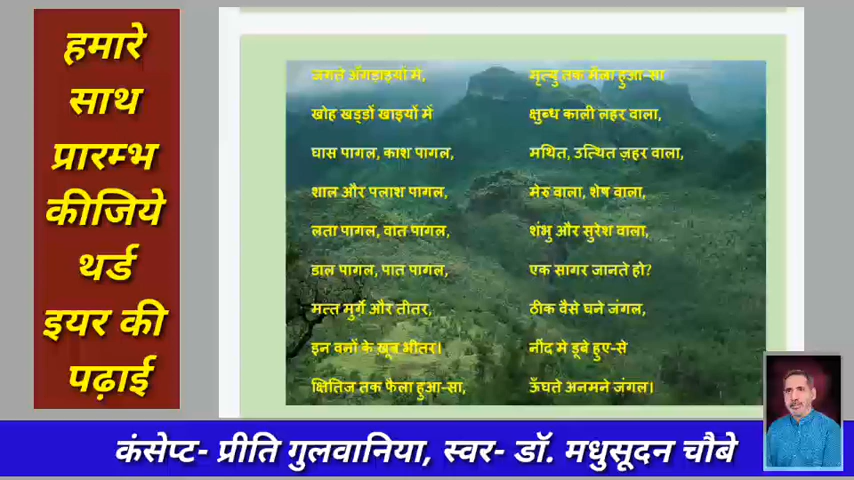 हमारे
साथ
प्रारम्भ
कीजिये
थर्ड
इयर की
पढ़ाई
जगते अँगड़ाइयों में,
खोह खड्डों खाइयों में
घास पागल, काश पागल,
शाल और पलाश पागल,
लता पागल, वात पागल,
डाल पागल, पात पागल,
मत्त मुर्गे और तीतर,
इन वनों के खूब भीतर।
क्षितिज तक फैला हुआ-सा,
मृत्यु तक मैला हुआ-सा
क्षुब्ध काली लहर वाला,
मथित, उत्थित ज़हर वाला,
मेरु वाला, शेष वाला,
शंभु और सुरेश वाला,
एक सागर जानते हो?
ठीक वैसे घने जंगल,
नींद मे डूबे हुए-से
ऊँघते अनमने जंगल।
कंसेप्ट- प्रीति गुलवानिया, स्वर- डॉ. मधुसूदन चौबे